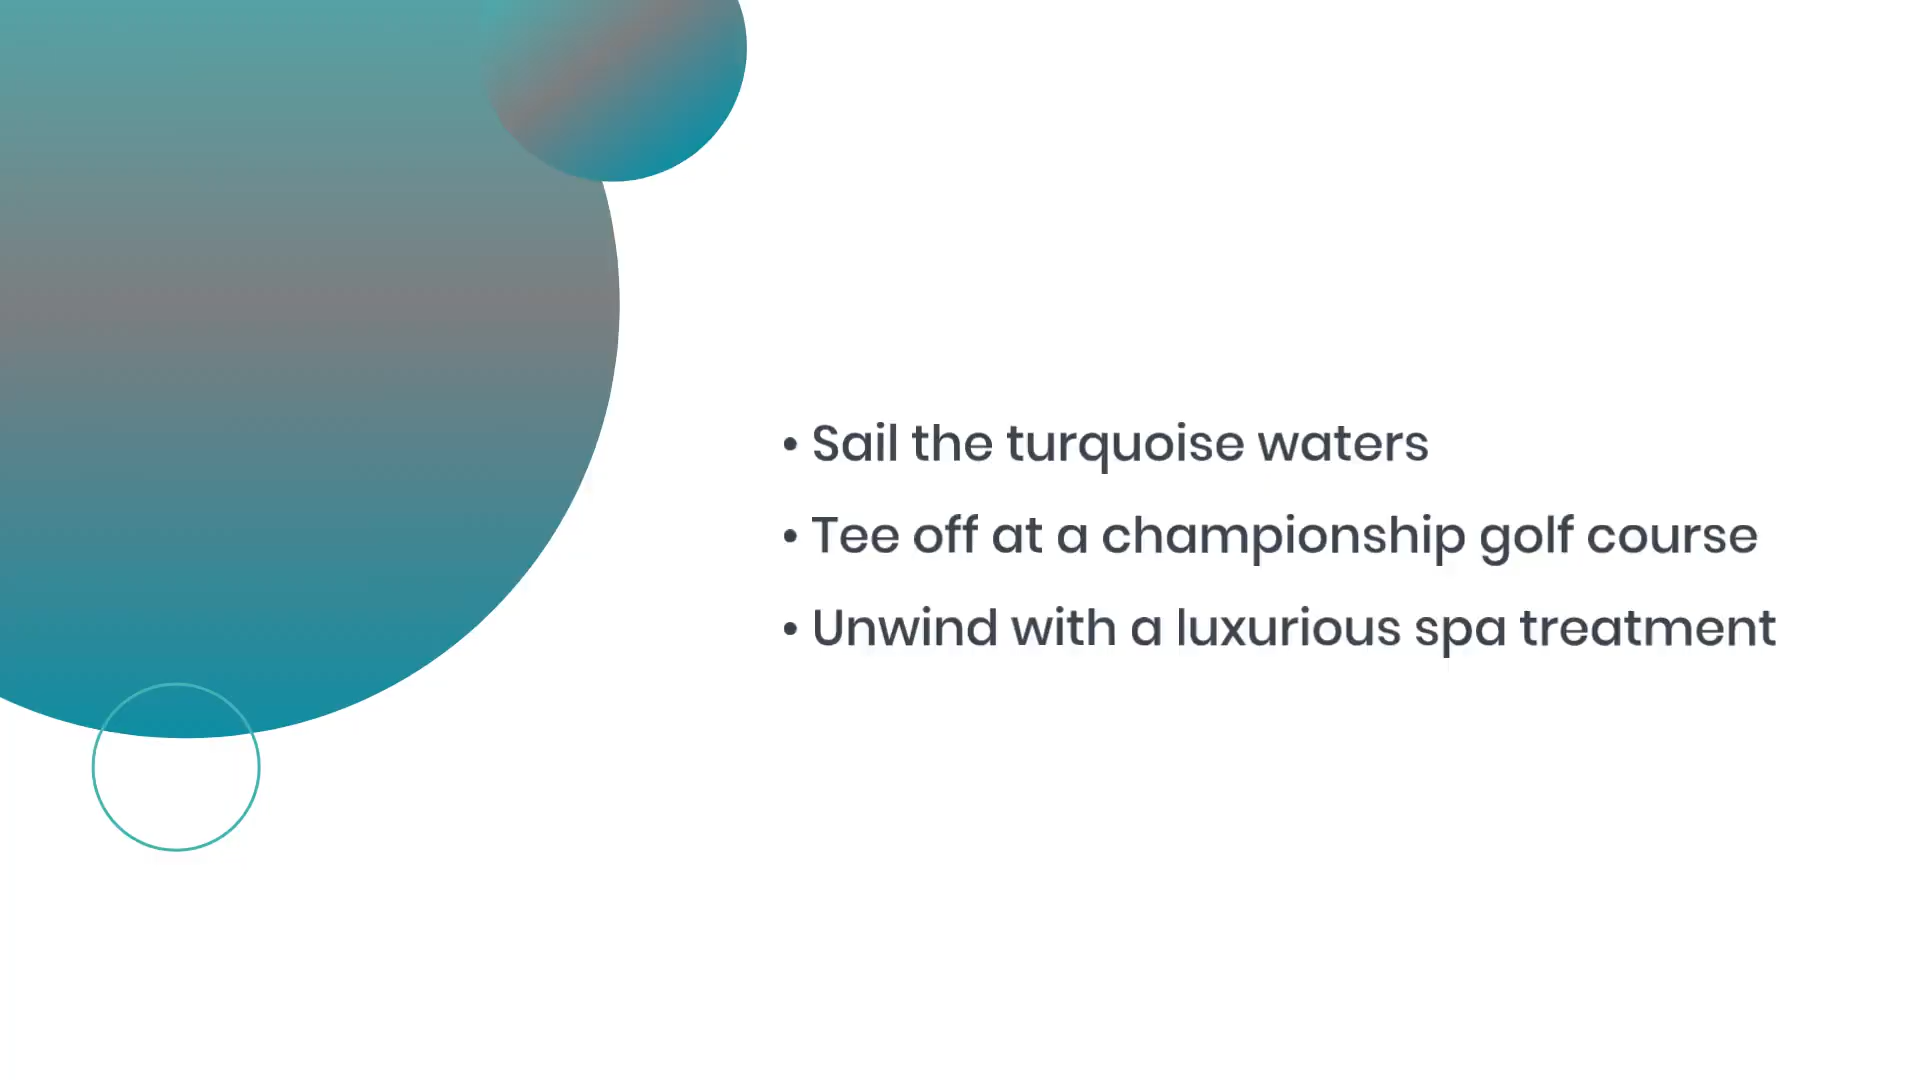 • Sail the turquoise waters
• Tee off at a championship golf course
• Unwind with a luxurious spa treatment